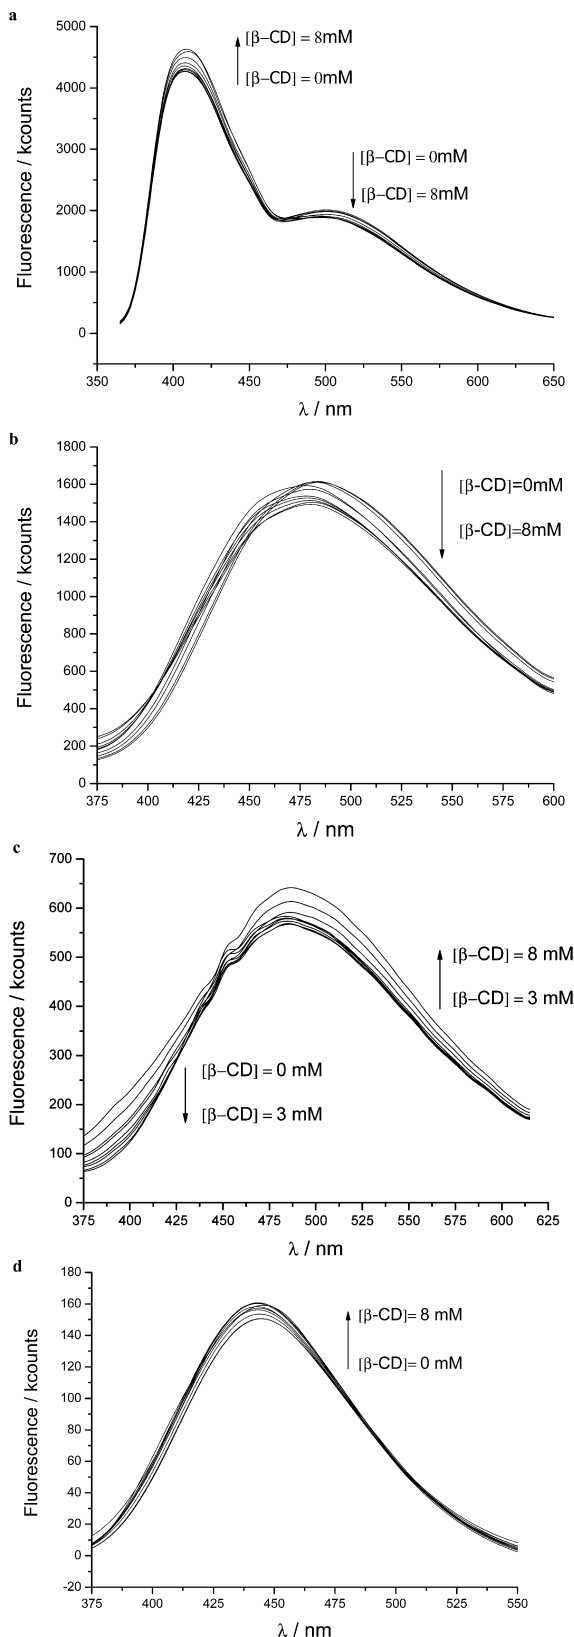 a
5000
4000
3000
2000
1000
0
Fluorescence / kcounts
[β–CD] = 8mM
[β–CD] = 0mM
[β–CD] = 0mM
[β–CD] = 8mM
350 400 450 500 550 600 650
λ / nm
b
1800
1600
1400
1200
1000
800
600
400
200
0
Fluorescence / kcounts
[β-CD]=0mM
[β-CD]=8mM
375 400 425 450 475 500 525 550 575 600
λ / nm
c
700
600
500
400
300
200
100
0
Fluorescence / kcounts
[β–CD] = 8 mM
[β–CD] = 3 mM
[β–CD] = 0 mM
[β–CD] = 3 mM
375 400 425 450 475 500 525 550 575 600 625
λ / nm
d
180
160
140
120
100
80
60
40
20
0
-20
Fluorescence / kcounts
[β-CD]= 8 mM
[β-CD]= 0 mM
375 400 425 450 475 500 525 550
λ / nm